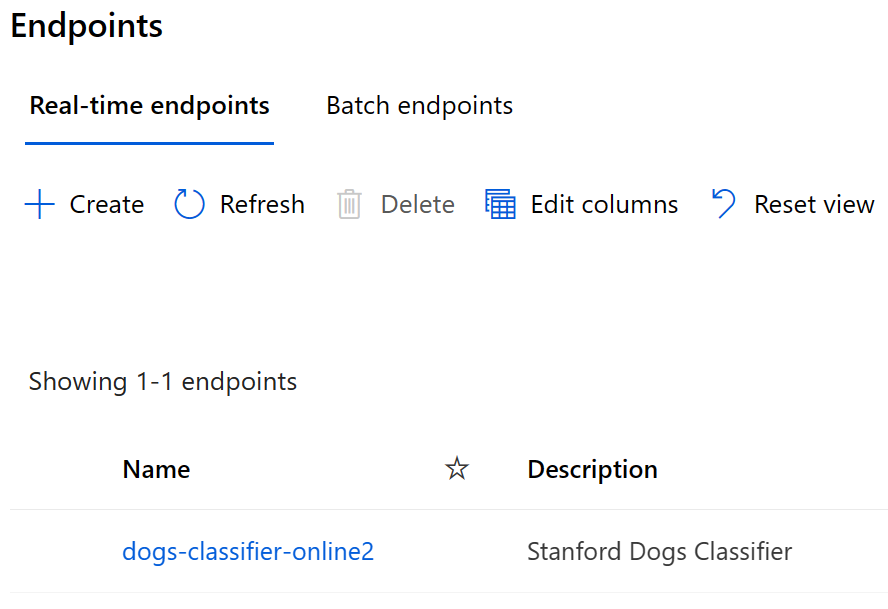 Endpoints
Real-time endpoints Batch endpoints
Create Refresh Delete Edit columns Reset view
Showing 1-1 endpoints
Name Description
dogs-classifier-online2 Stanford Dogs Classifier